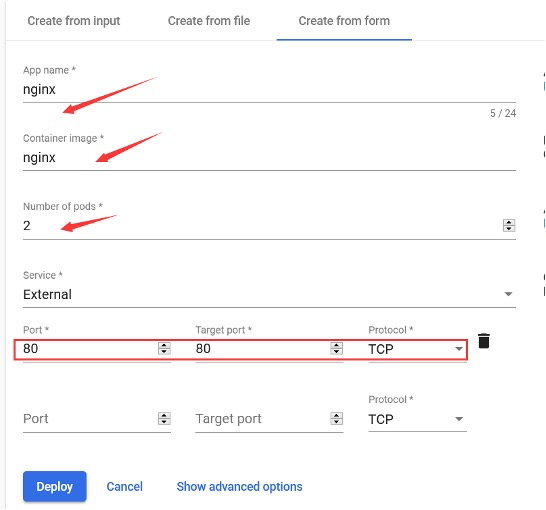 Create from input Create from file Create from form
App name *
nginx
5 / 24
Container image *
nginx
Number of pods *
2
Service *
External
Port * Target port * Protocol *
80 80 TCP
Protocol *
Port Target port TCP
Deploy Cancel Show advanced options